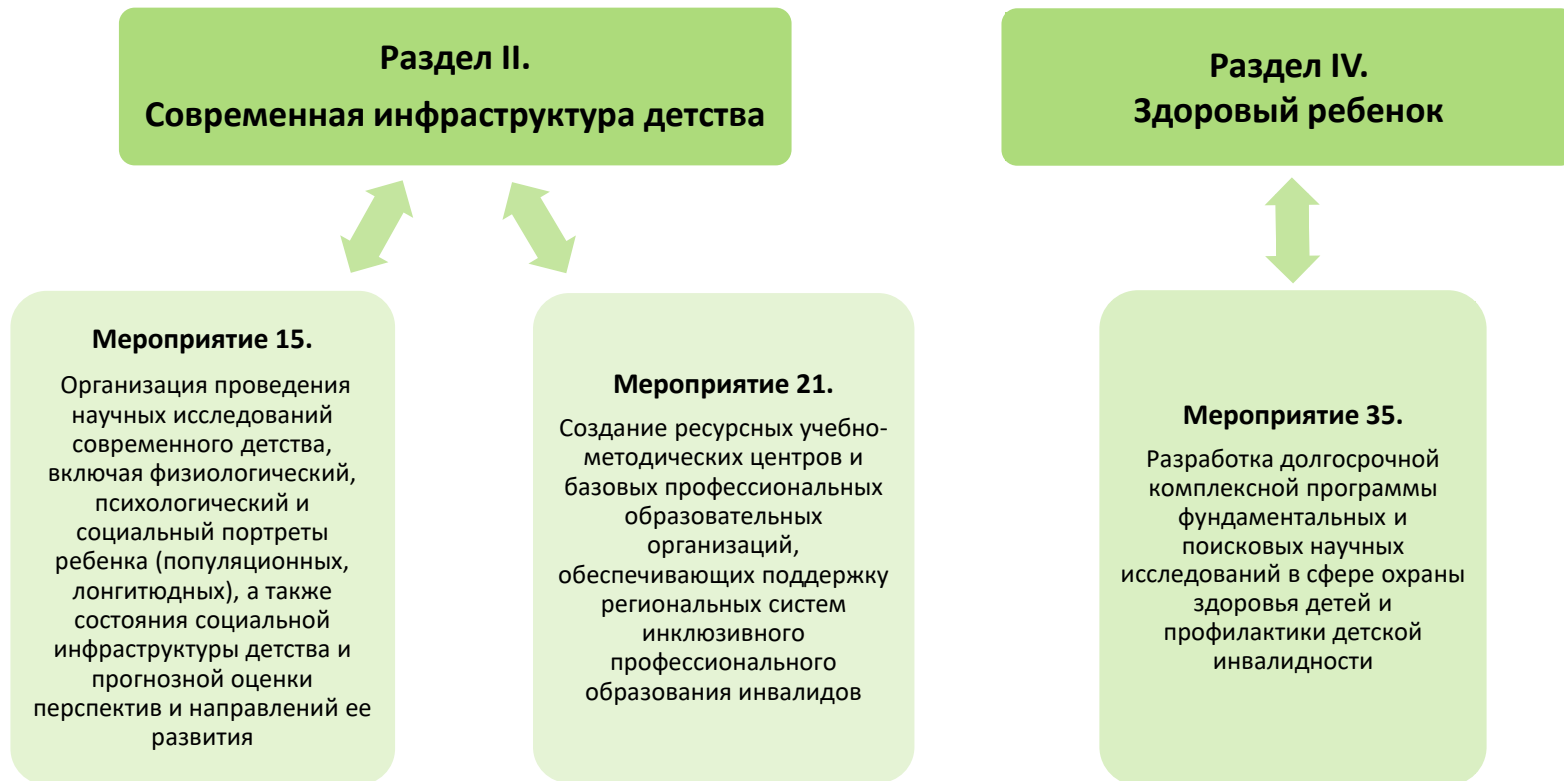 Раздел II.
Современная инфраструктура детства
Мероприятие 15.
Организация проведения
научных исследований
современного детства,
включая физиологический,
психологический и
социальный портреты
ребенка (популяционных,
лонгитюдных), а также
состояния социальной
инфраструктуры детства и
прогнозной оценки
перспектив и направлений ее
развития
Мероприятие 21.
Создание ресурсных учебно-
методических центров и
базовых профессиональных
образовательных
организаций,
обеспечивающих поддержку
региональных систем
инклюзивного
профессионального
образования инвалидов
Раздел IV.
Здоровый ребенок
Мероприятие 35.
Разработка долгосрочной
комплексной программы
фундаментальных и
поисковых научных
исследований в сфере охраны
здоровья детей и
профилактики детской
инвалидности